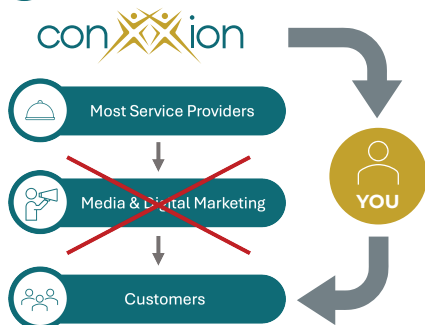 conXXion
Most Service Providers
Media & Digital Marketing
YOU
Customers